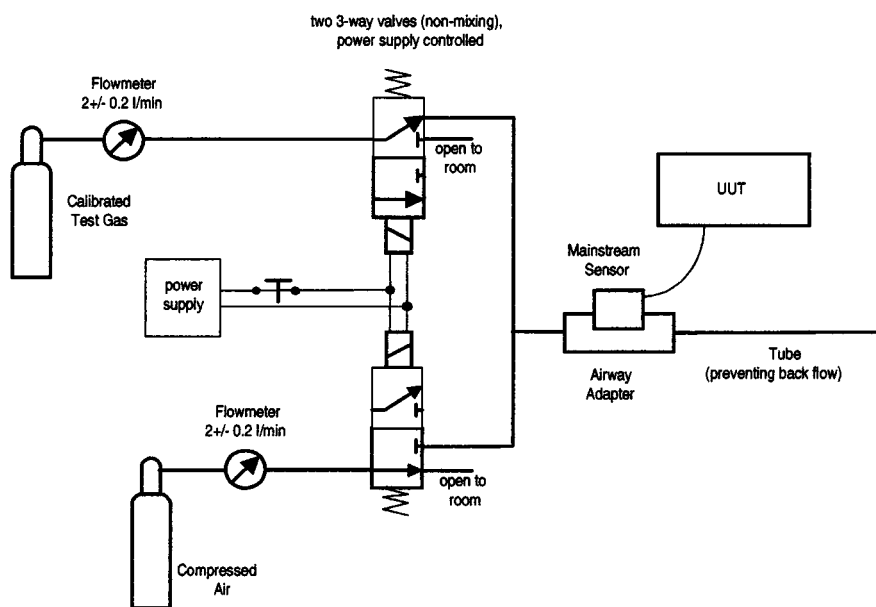 two 3-way valves (non-mixing),
power supply controlled
Flowmeter
2+/- 0.2 l/min
open to
room
Calibrated
Test Gas
UUT
Mainstream
Sensor
power
supply
Tube
(preventing back flow)
Airway
Adapter
Flowmeter
2+/- 0.2 l/min
open to
room
Compressed
Air